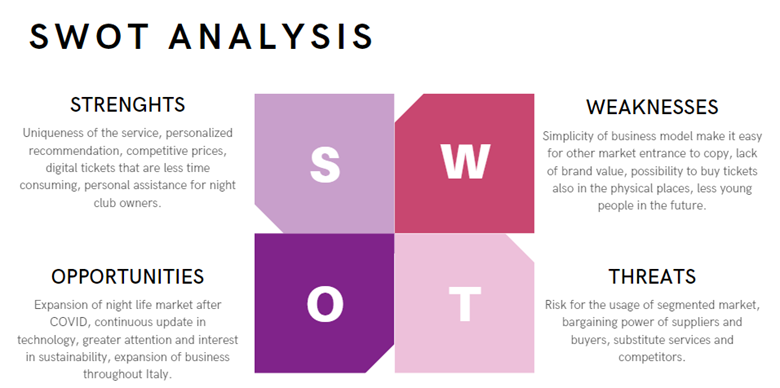 SWOT ANALYSIS
STRENGHTS
Uniqueness of the service, personalized
recommendation, competitive prices,
digital tickets that are less time
consuming, personal assistance for night
club owners.
S
W
WEAKNESSES
Simplicity of business model make it easy
for other market entrance to copy, lack
of brand value, possibility to buy tickets
also in the physical places, less young
people in the future.
OPPORTUNITIES
Expansion of night life market after
COVID, continuous update in
technology, greater attention and interest
in sustainability, expansion of business
throughout Italy.
O
T
THREATS
Risk for the usage of segmented market,
bargaining power of suppliers and
buyers, substitute services and
competitors.